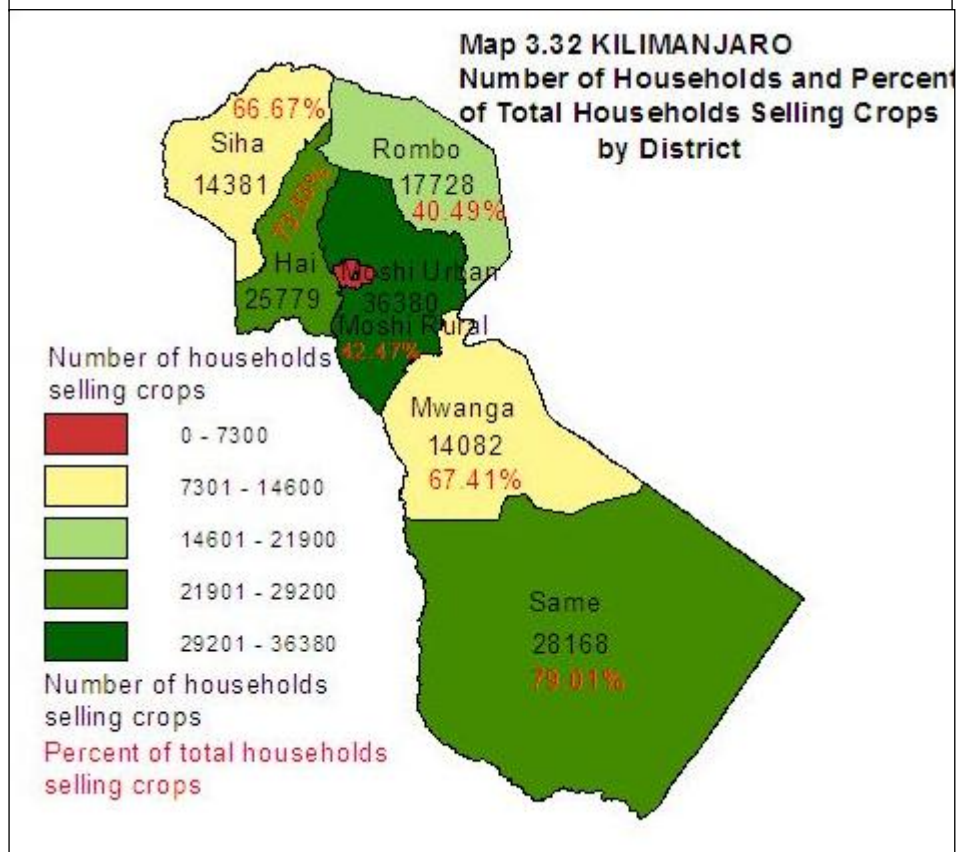 Map 3.32 KILIMANJARO
Number of Households and Percent
of Total Households Selling Crops
by District
66.67%
Siha
14381
Rombo
17728
40.49%
Hai
25779
Moshi Urban
36380
Moshi Rural
42.47%
Mwanga
14082
67.41%
Same
28168
79.01%
Number of households
selling crops
0 - 7300
7301 - 14600
14601 - 21900
21901 - 29200
29201 - 36380
Number of households
selling crops
Percent of total households
selling crops